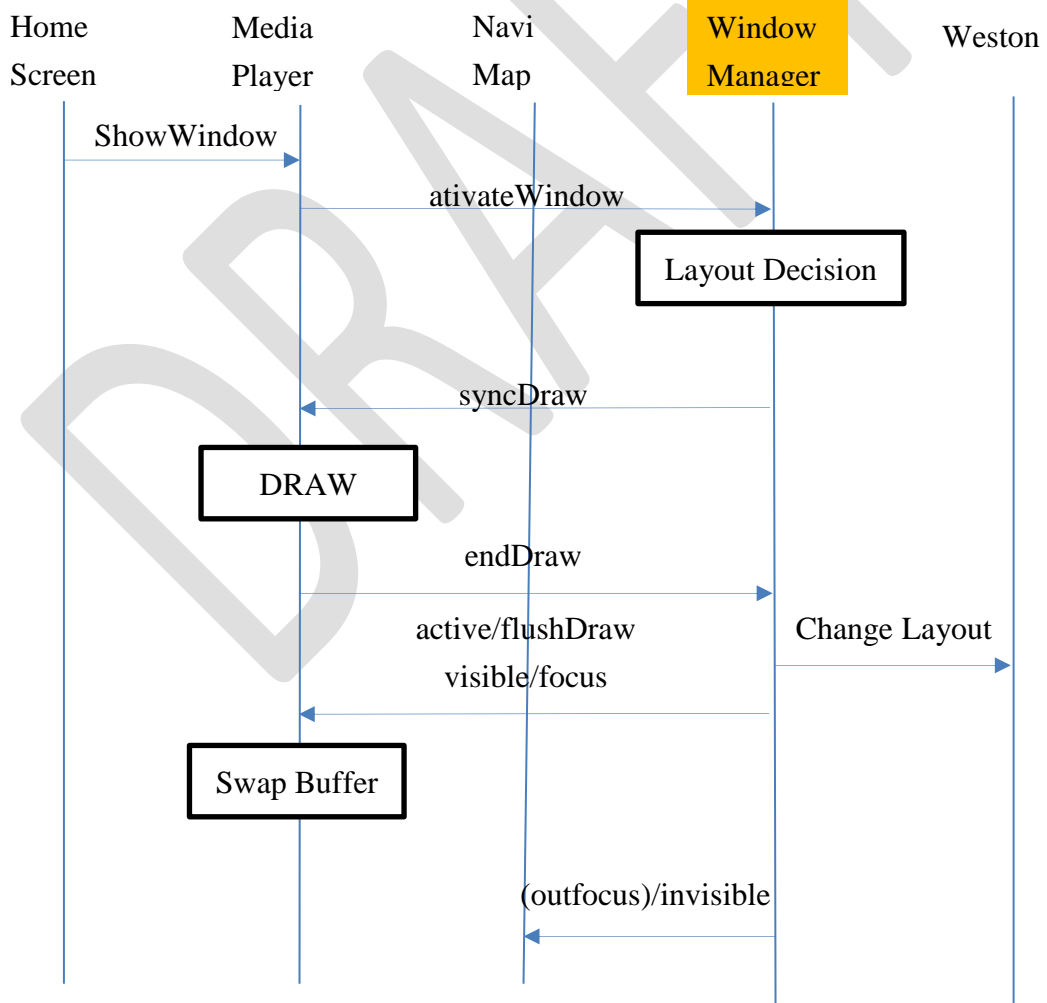 Home
Screen
Media
Player
Navi
Map
Window
Manager
Weston
ShowWindow
ativateWindow
Layout Decision
syncDraw
DRAW
endDraw
active/flushDraw
Change Layout
visible/focus
Swap Buffer
(outfocus)/invisible
DRAF